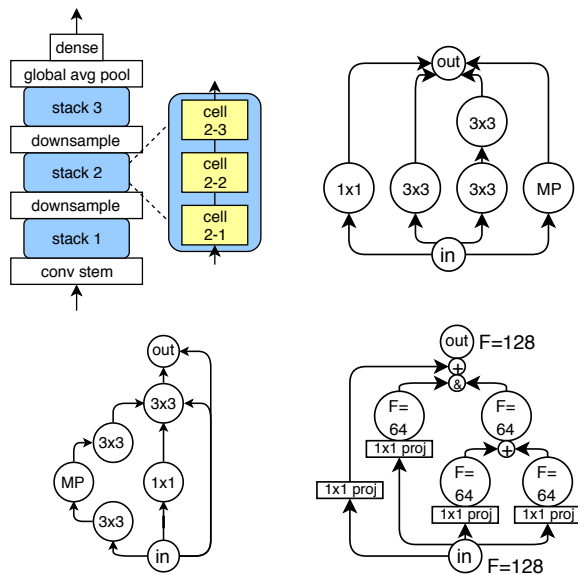 dense
global avg pool
stack 3
downsample
stack 2
downsample
stack 1
conv stem
cell
2-3
cell
2-2
cell
2-1
out
3x3
1x1
3x3
3x3
MP
in
out
3x3
3x3
MP
1x1
3x3
in
out
F=128
+
&
F=
64
F=
64
1x1 proj
+
F=
64
F=
64
1x1 proj
1x1 proj
1x1 proj
in
F=128